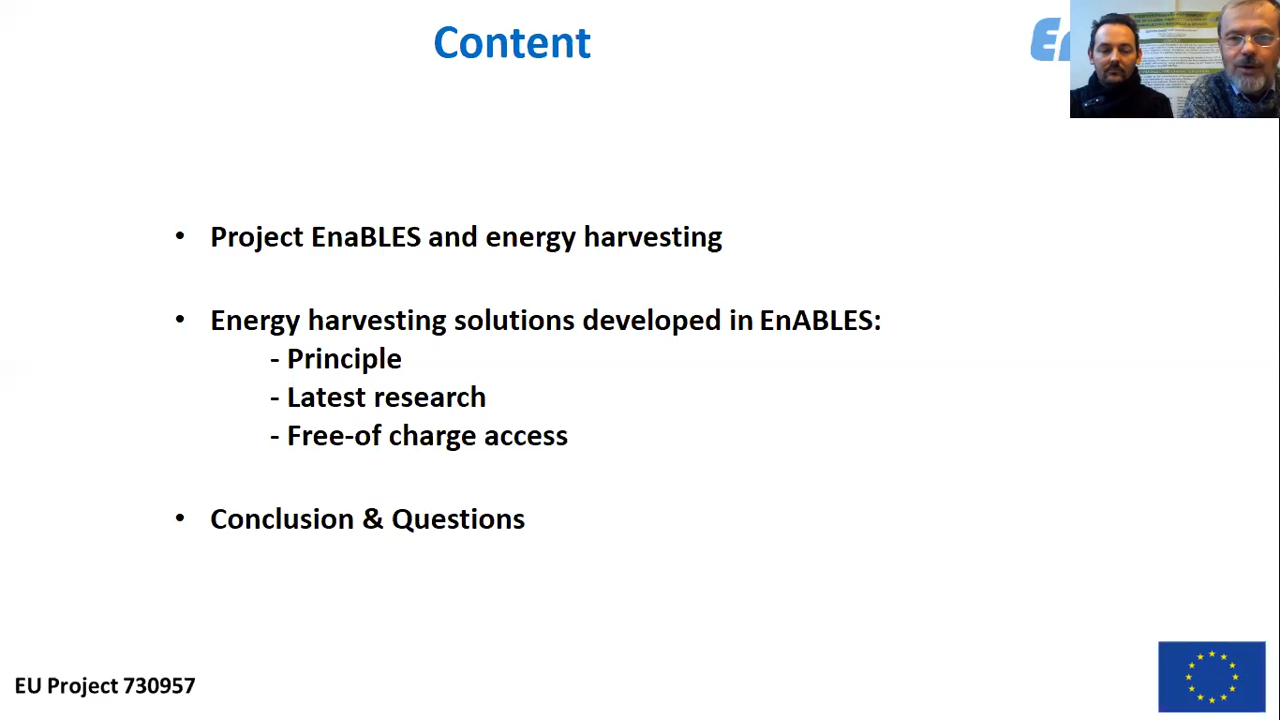 Content
• Project EnaBLES and energy harvesting
• Energy harvesting solutions developed in EnABLES:
- Principle
- Latest research
- Free-of charge access
• Conclusion & Questions
EU Project 730957